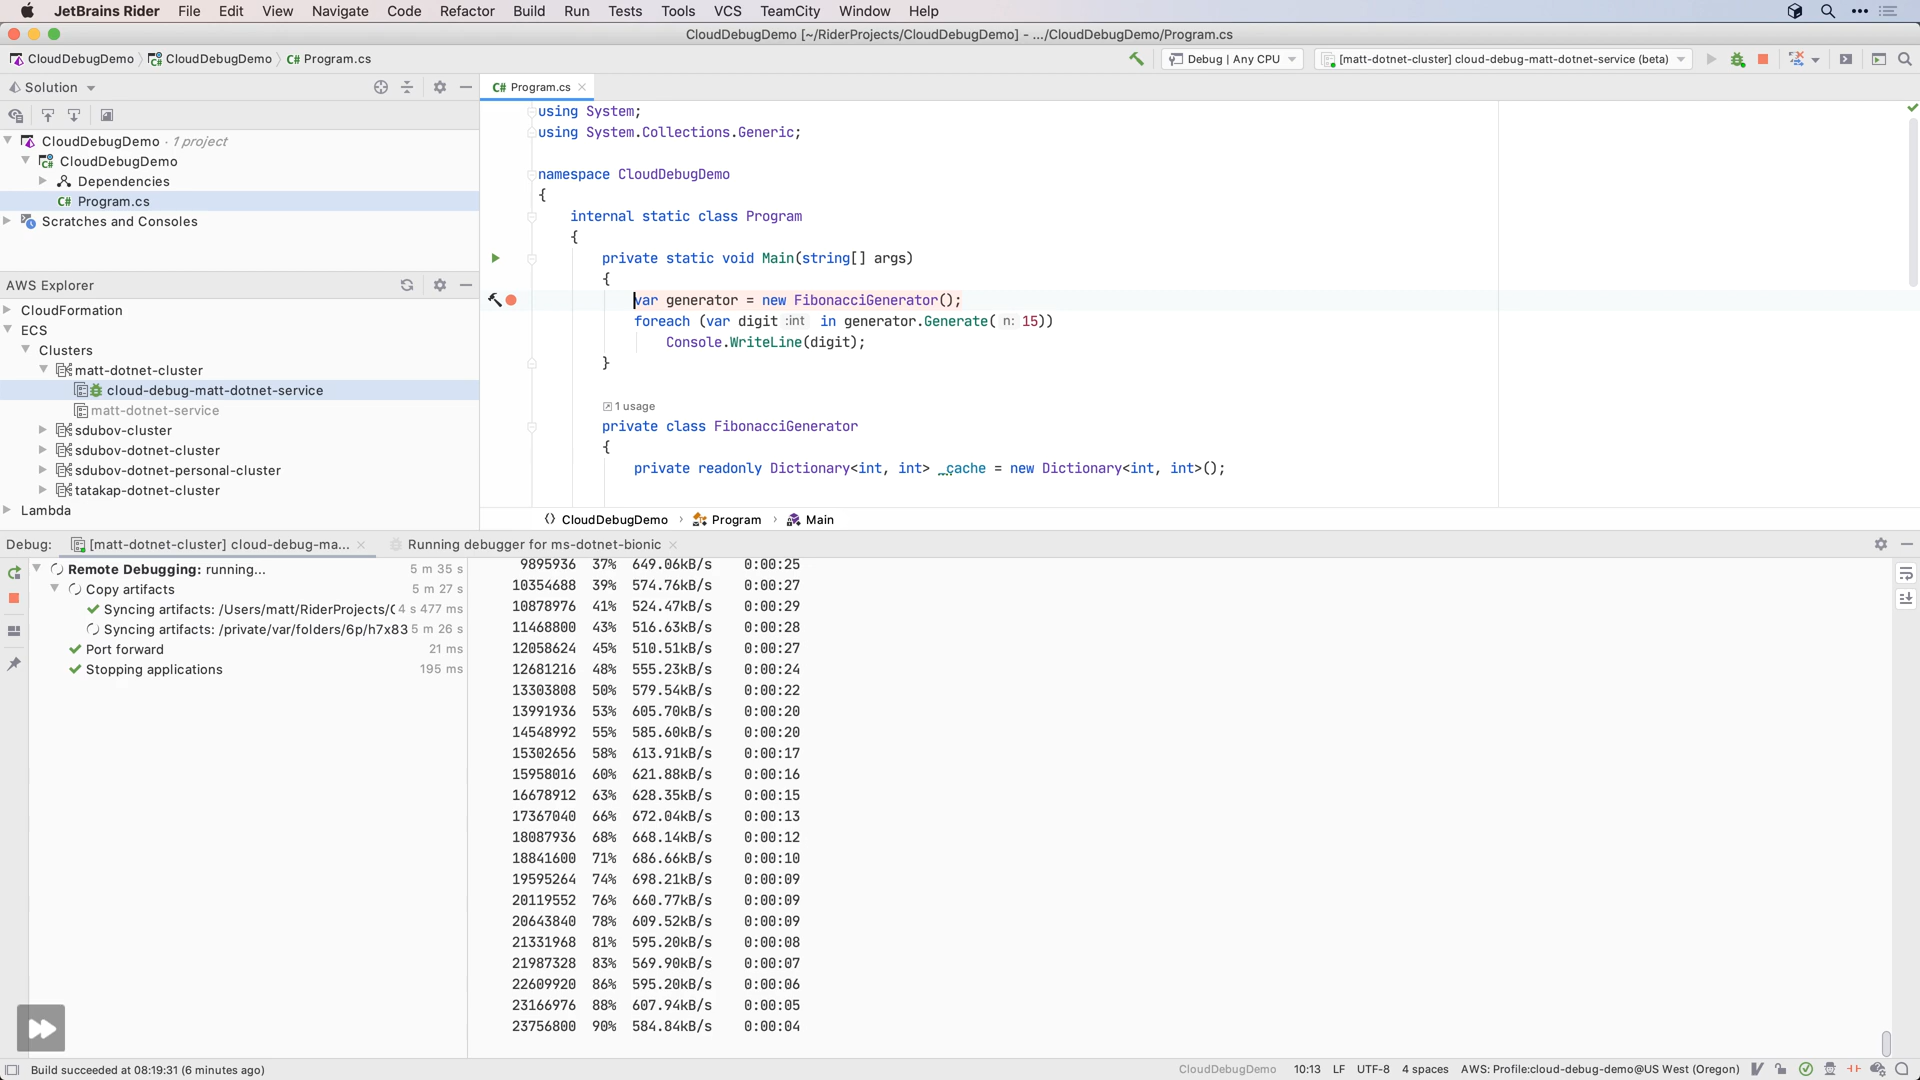 JetBrains Rider File Edit View Navigate Code Refactor Build Run Tests Tools VCS TeamCity Window Help
CloudDebugDemo [~/RiderProjects/CloudDebugDemo] - .../CloudDebugDemo/Program.cs
CloudDebugDemo CloudDebugDemo C# Program.cs
Debug | Any CPU
[matt-dotnet-cluster] cloud-debug-matt-dotnet-service (beta)
Solution
CloudDebugDemo · 1 project
CloudDebugDemo
Dependencies
C# Program.cs
Scratches and Consoles
AWS Explorer
CloudFormation
ECS
Clusters
matt-dotnet-cluster
cloud-debug-matt-dotnet-service
matt-dotnet-service
sdubov-cluster
sdubov-dotnet-cluster
sdubov-dotnet-personal-cluster
tatakap-dotnet-cluster
Lambda
C# Program.cs
using System;
using System.Collections.Generic;
namespace CloudDebugDemo
{
internal static class Program
{
private static void Main(string[] args)
{
var generator = new FibonacciGenerator();
foreach (var digit :int in generator.Generate( n: 15))
Console.WriteLine(digit);
}
1 usage
private class FibonacciGenerator
{
private readonly Dictionary<int, int> _cache = new Dictionary<int, int>();
CloudDebugDemo › Program › Main
Debug: [matt-dotnet-cluster] cloud-debug-ma... Running debugger for ms-dotnet-bionic
Remote Debugging: running... 5 m 35 s
Copy artifacts 5 m 27 s
Syncing artifacts: /Users/matt/RiderProjects/( 4 s 477 ms
Syncing artifacts: /private/var/folders/6p/h7x83 5 m 26 s
Port forward 21 ms
Stopping applications 195 ms
9895936 37% 649.06kB/s 0:00:25
10354688 39% 574.76kB/s 0:00:27
10878976 41% 524.47kB/s 0:00:29
11468800 43% 516.63kB/s 0:00:28
12058624 45% 510.51kB/s 0:00:27
12681216 48% 555.23kB/s 0:00:24
13303808 50% 579.54kB/s 0:00:22
13991936 53% 605.70kB/s 0:00:20
14548992 55% 585.60kB/s 0:00:20
15302656 58% 613.91kB/s 0:00:17
15958016 60% 621.88kB/s 0:00:16
16678912 63% 628.35kB/s 0:00:15
17367040 66% 672.04kB/s 0:00:13
18087936 68% 668.14kB/s 0:00:12
18841600 71% 686.66kB/s 0:00:10
19595264 74% 698.21kB/s 0:00:09
20119552 76% 660.77kB/s 0:00:09
20643840 78% 609.52kB/s 0:00:09
21331968 81% 595.20kB/s 0:00:08
21987328 83% 569.90kB/s 0:00:07
22609920 86% 595.20kB/s 0:00:06
23166976 88% 607.94kB/s 0:00:05
23756800 90% 584.84kB/s 0:00:04
Build succeeded at 08:19:31 (6 minutes ago)
CloudDebugDemo 10:13 LF UTF-8 4 spaces AWS: Profile:cloud-debug-demo@US West (Oregon)